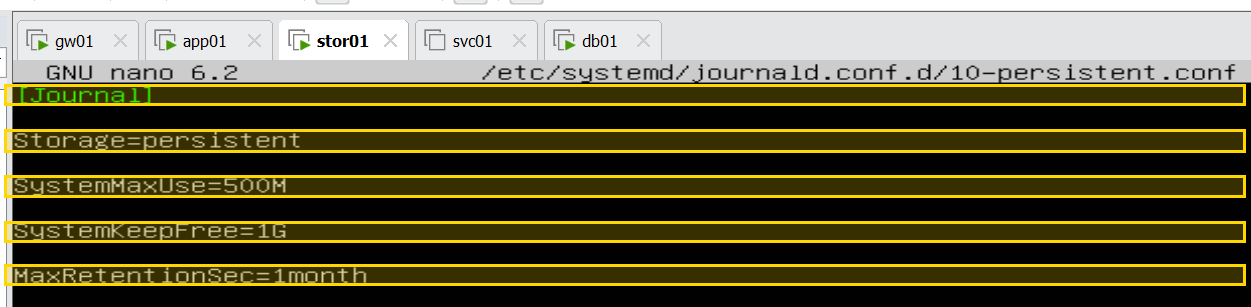 gw01 app01 stor01 svc01 db01
GNU nano 6.2 /etc/systemd/journald.conf.d/10-persistent.conf
[Journal]
Storage=persistent
SystemMaxUse=500M
SystemKeepFree=1G
MaxRetentionSec=1month